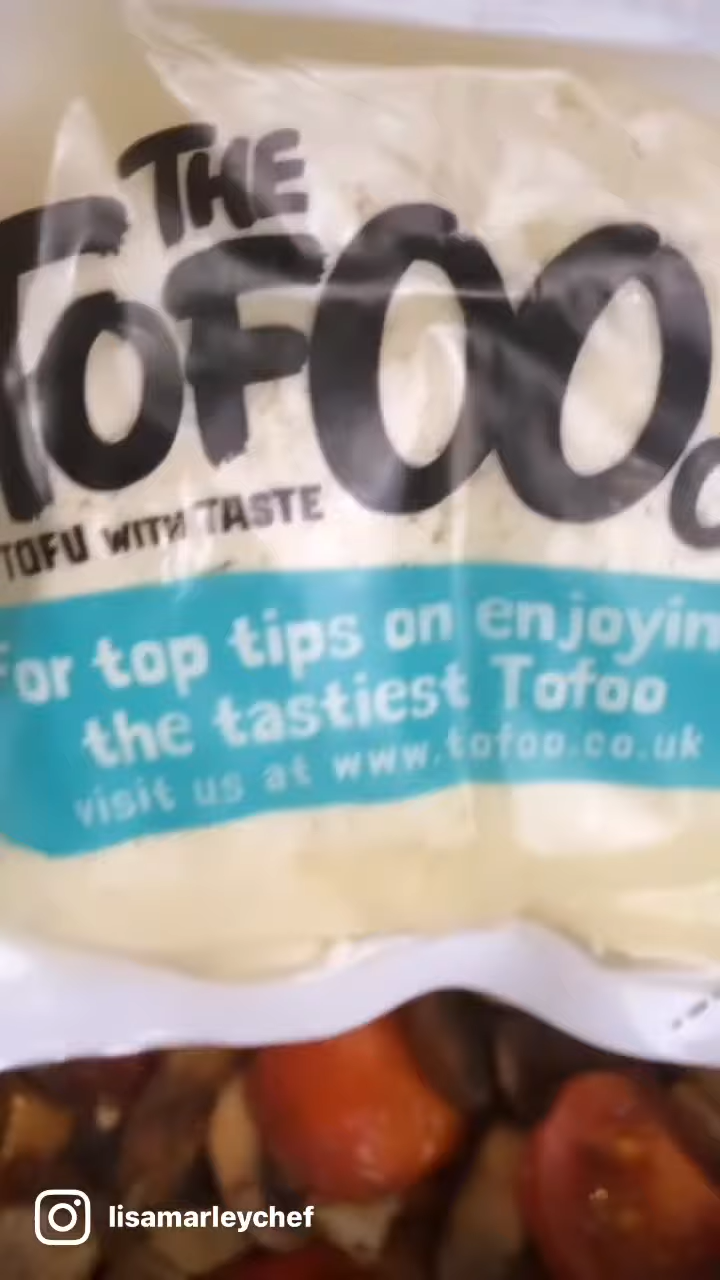 THE
TOFOO
TOFU WITH TASTE
For top tips on enjoyin
the tastiest Tofoo
visit us at www.tofoo.co.uk
lisamarleychef